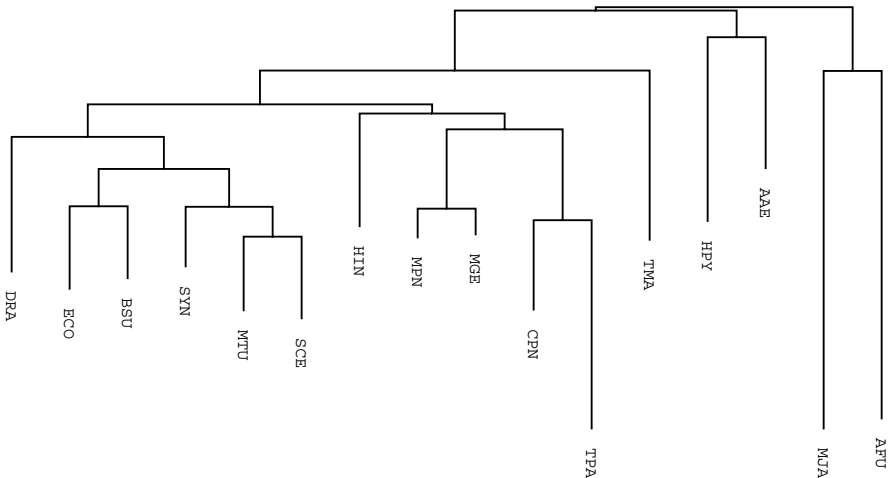 DRA
ECO
BSU
SYN
MTU
SCE
HIN
MPN
MGE
CPN
TPA
TMA
HPY
AAE
MJA
AFU